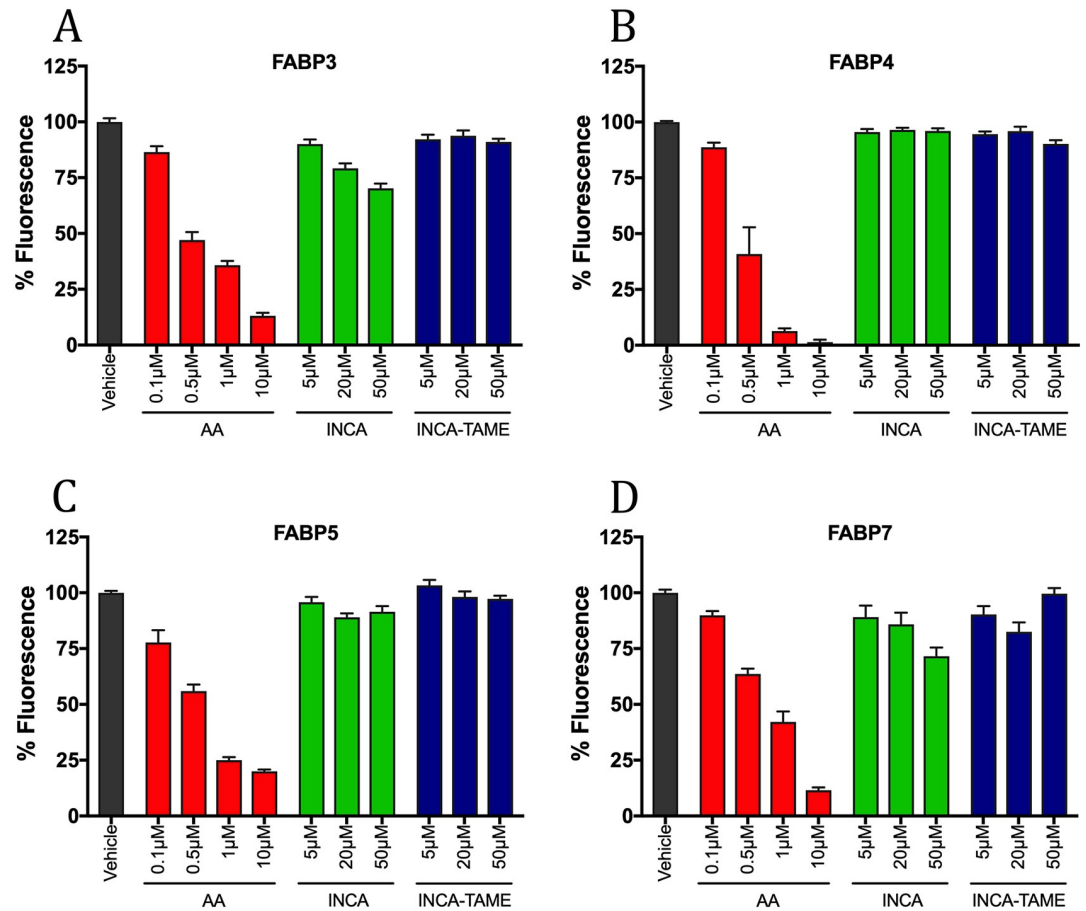 A
FABP3
% Fluorescence
125
100
75
50
25
0
Vehicle
0.1µM
0.5µM
1µM
10µM
5µM
20µM
50µM
5µM
20µM
50µM
AA
INCA
INCA-TAME
B
FABP4
% Fluorescence
125
100
75
50
25
0
Vehicle
0.1µM
0.5µM
1µM
10µM
5µM
20µM
50µM
5µM
20µM
50µM
AA
INCA
INCA-TAME
C
FABP5
% Fluorescence
125
100
75
50
25
0
Vehicle
0.1µM
0.5µM
1µM
10µM
5µM
20µM
50µM
5µM
20µM
50µM
AA
INCA
INCA-TAME
D
FABP7
% Fluorescence
125
100
75
50
25
0
Vehicle
0.1µM
0.5µM
1µM
10µM
5µM
20µM
50µM
5µM
20µM
50µM
AA
INCA
INCA-TAME